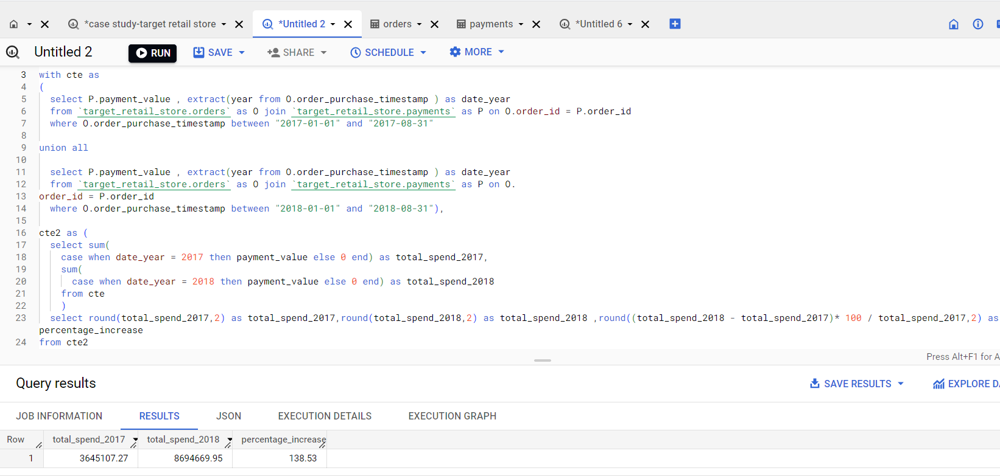 *case study-target retail store
*Untitled 2
orders
payments
*Untitled 6
Untitled 2
RUN
SAVE
SHARE
SCHEDULE
MORE
3 with cte as
4 (
5 select P.payment_value , extract(year from O.order_purchase_timestamp ) as date_year
6 from `target_retail_store.orders` as O join `target_retail_store.payments` as P on O.order_id = P.order_id
7 where O.order_purchase_timestamp between "2017-01-01" and "2017-08-31"
8
9 union all
10
11 select P.payment_value , extract(year from O.order_purchase_timestamp ) as date_year
12 from `target_retail_store.orders` as O join `target_retail_store.payments` as P on O.
13 order_id = P.order_id
14 where O.order_purchase_timestamp between "2018-01-01" and "2018-08-31"),
15
16 cte2 as (
17 select sum(
18 case when date_year = 2017 then payment_value else 0 end) as total_spend_2017,
19 sum(
20 case when date_year = 2018 then payment_value else 0 end) as total_spend_2018
21 from cte
22 )
23 select round(total_spend_2017,2) as total_spend_2017,round(total_spend_2018,2) as total_spend_2018 ,round((total_spend_2018 - total_spend_2017)* 100 / total_spend_2017,2) as
percentage_increase
24 from cte2
Press Alt+F1 for A
Query results
SAVE RESULTS
EXPLORE DA
JOB INFORMATION
RESULTS
JSON
EXECUTION DETAILS
EXECUTION GRAPH
Row total_spend_2017 total_spend_2018 percentage_increase
1 3645107.27 8694669.95 138.53